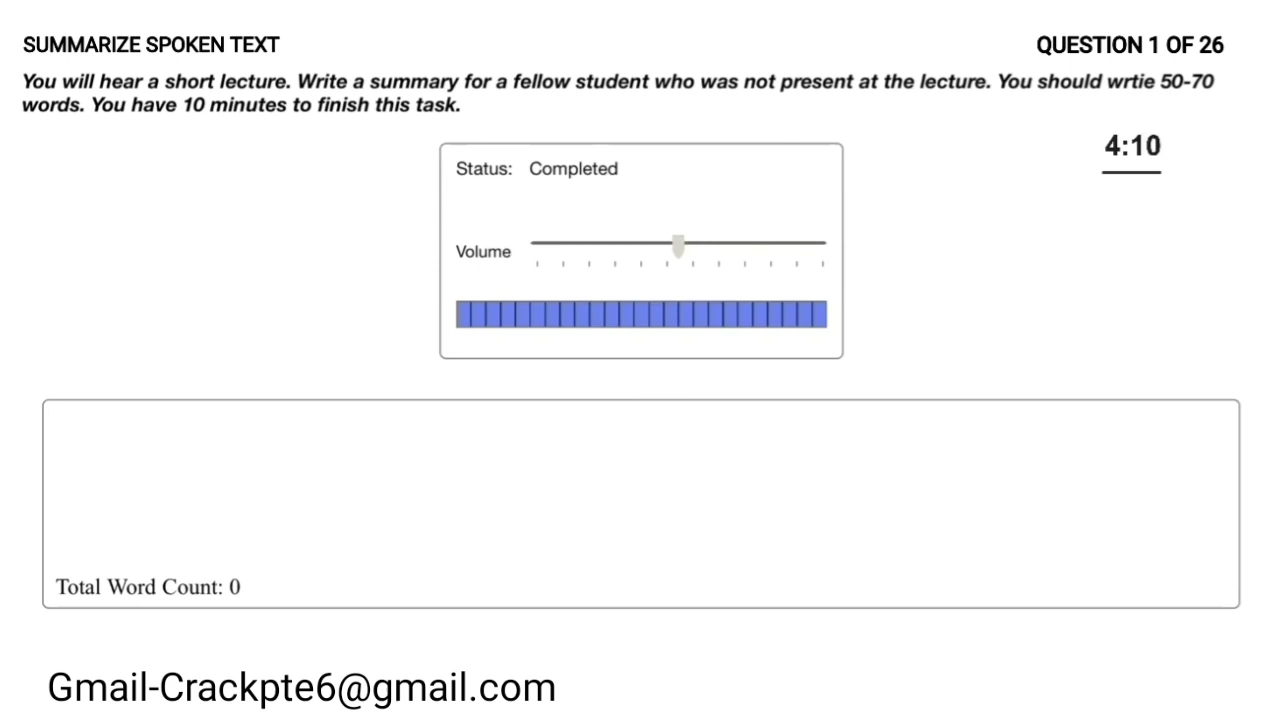 SUMMARIZE SPOKEN TEXT
QUESTION 1 OF 26
You will hear a short lecture. Write a summary for a fellow student who was not present at the lecture. You should wrtie 50-70
words. You have 10 minutes to finish this task.
4:10
Status: Completed
Volume
Total Word Count: 0
Gmail-Crackpte6@gmail.com